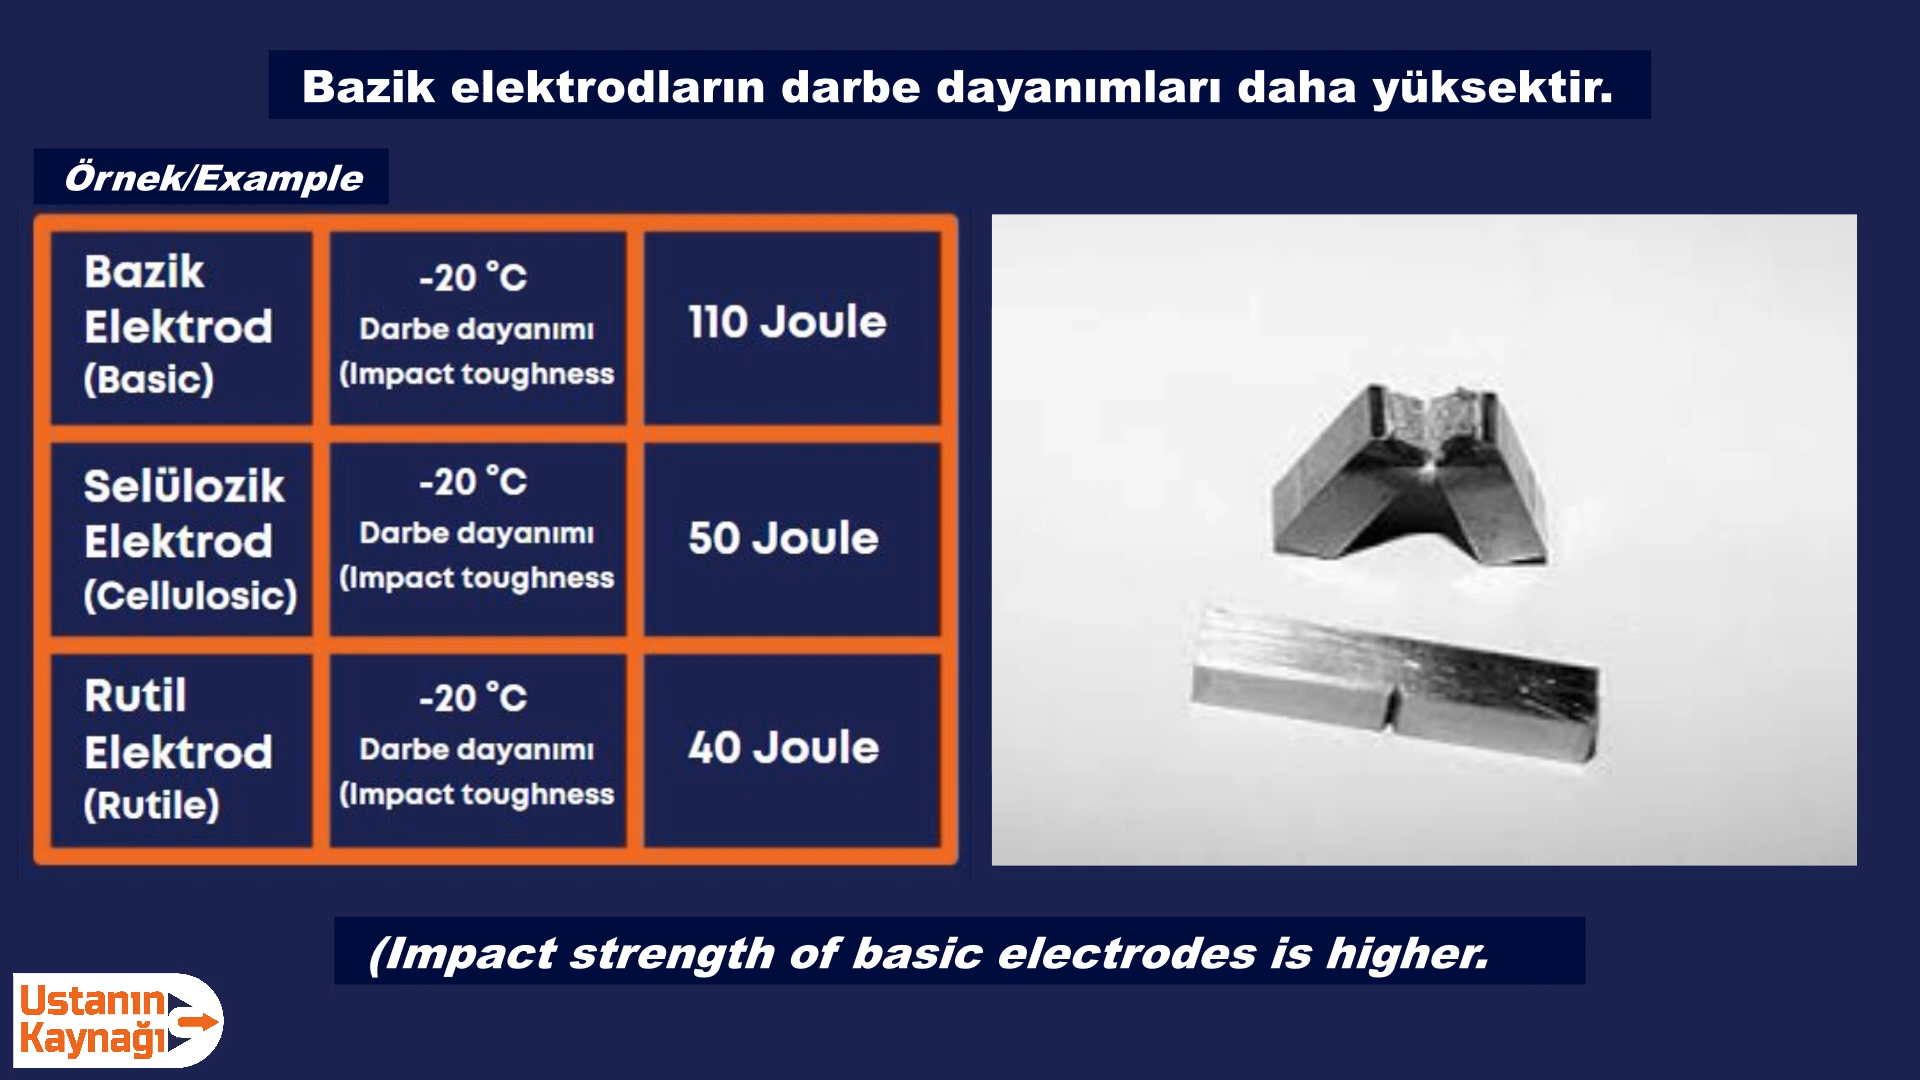 Bazik elektrodların darbe dayanımları daha yüksektir.
Örnek/Example
Bazik
Elektrod
(Basic)
-20 °C
Darbe dayanımı
(Impact toughness
110 Joule
Selülozik
Elektrod
(Cellulosic)
-20 °C
Darbe dayanımı
(Impact toughness
50 Joule
Rutil
Elektrod
(Rutile)
-20 °C
Darbe dayanımı
(Impact toughness
40 Joule
(Impact strength of basic electrodes is higher.
Ustanın
Kaynağı